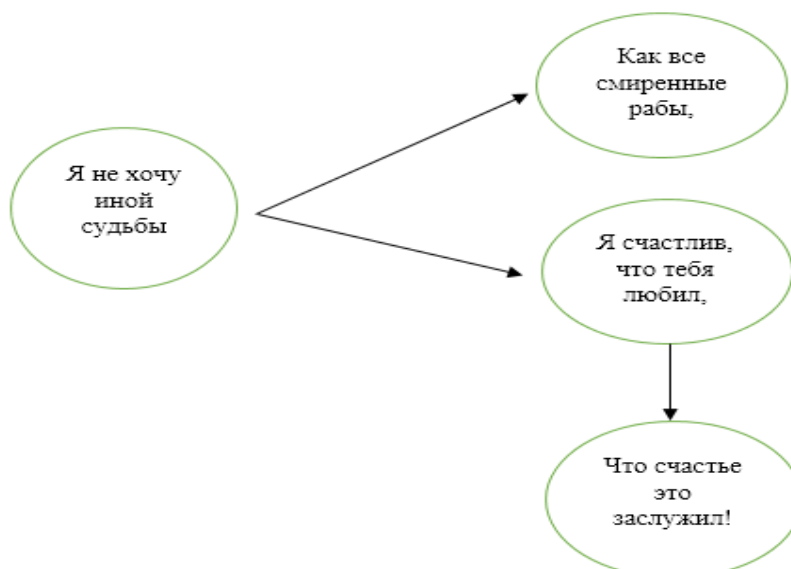 Как все
смиренные
рабы,
Я не хочу
иной
судьбы
Я счастлив,
что тебя
любил,
Что счастье
это
заслужил!